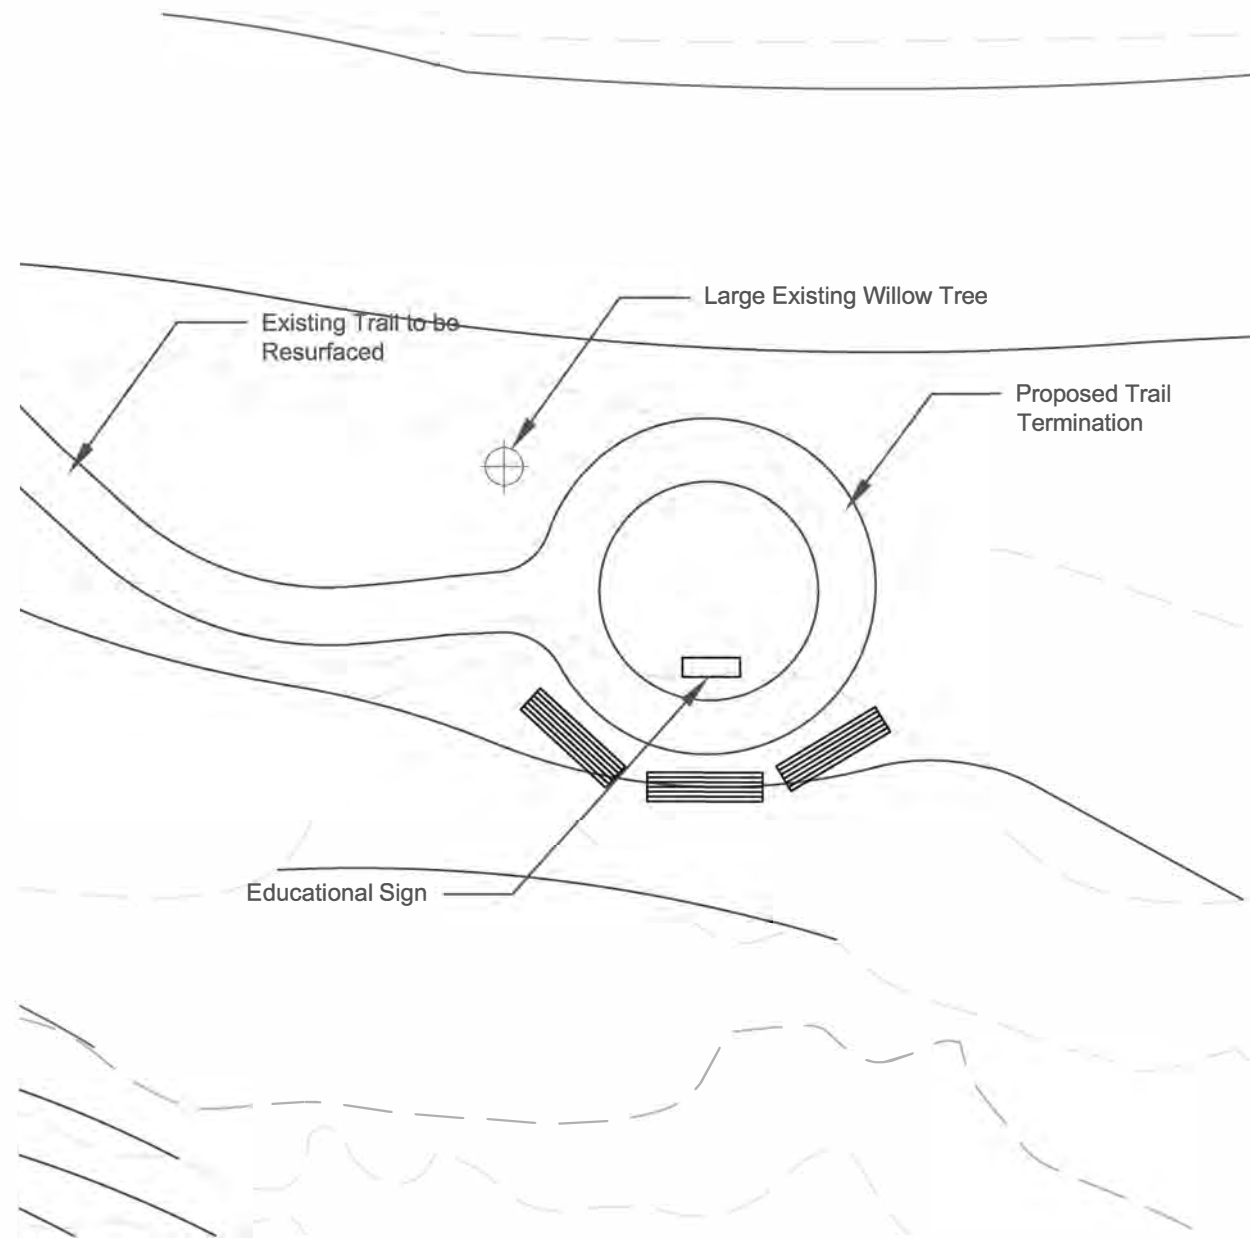 Large Existing Willow Tree
Existing Trail to be
Resurfaced
Proposed Trail
Termination
Educational Sign